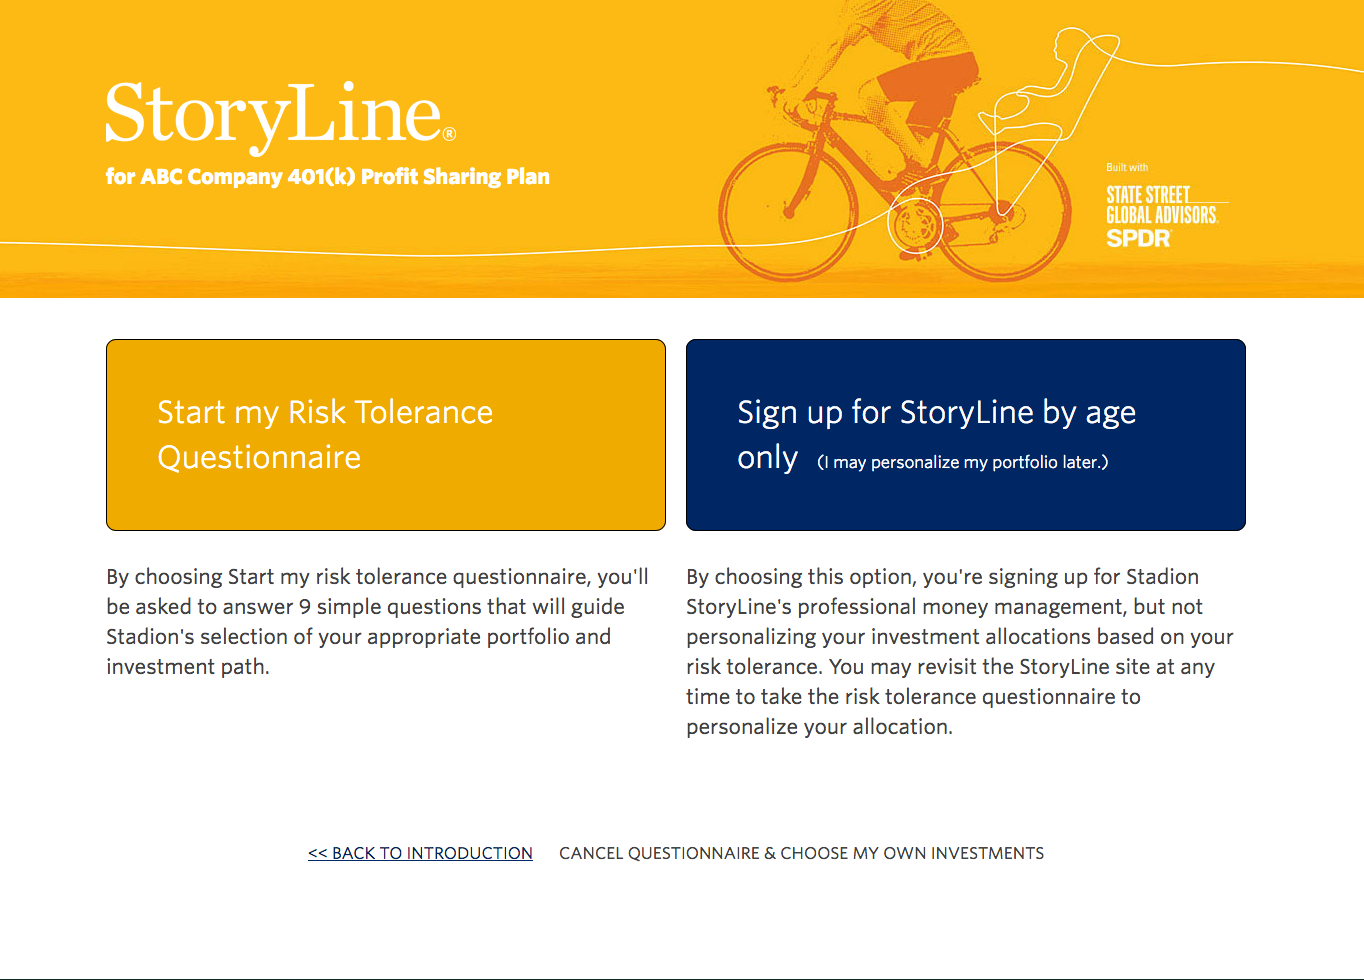 StoryLine®
for ABC Company 401(k) Profit Sharing Plan
Built with
STATE STREET
GLOBAL ADVISORS
SPDR®
Start my Risk Tolerance
Questionnaire
Sign up for StoryLine by age
only (I may personalize my portfolio later.)
By choosing Start my risk tolerance questionnaire, you'll
be asked to answer 9 simple questions that will guide
Stadion's selection of your appropriate portfolio and
investment path.
By choosing this option, you're signing up for Stadion
StoryLine's professional money management, but not
personalizing your investment allocations based on your
risk tolerance. You may revisit the StoryLine site at any
time to take the risk tolerance questionnaire to
personalize your allocation.
<< BACK TO INTRODUCTION CANCEL QUESTIONNAIRE & CHOOSE MY OWN INVESTMENTS